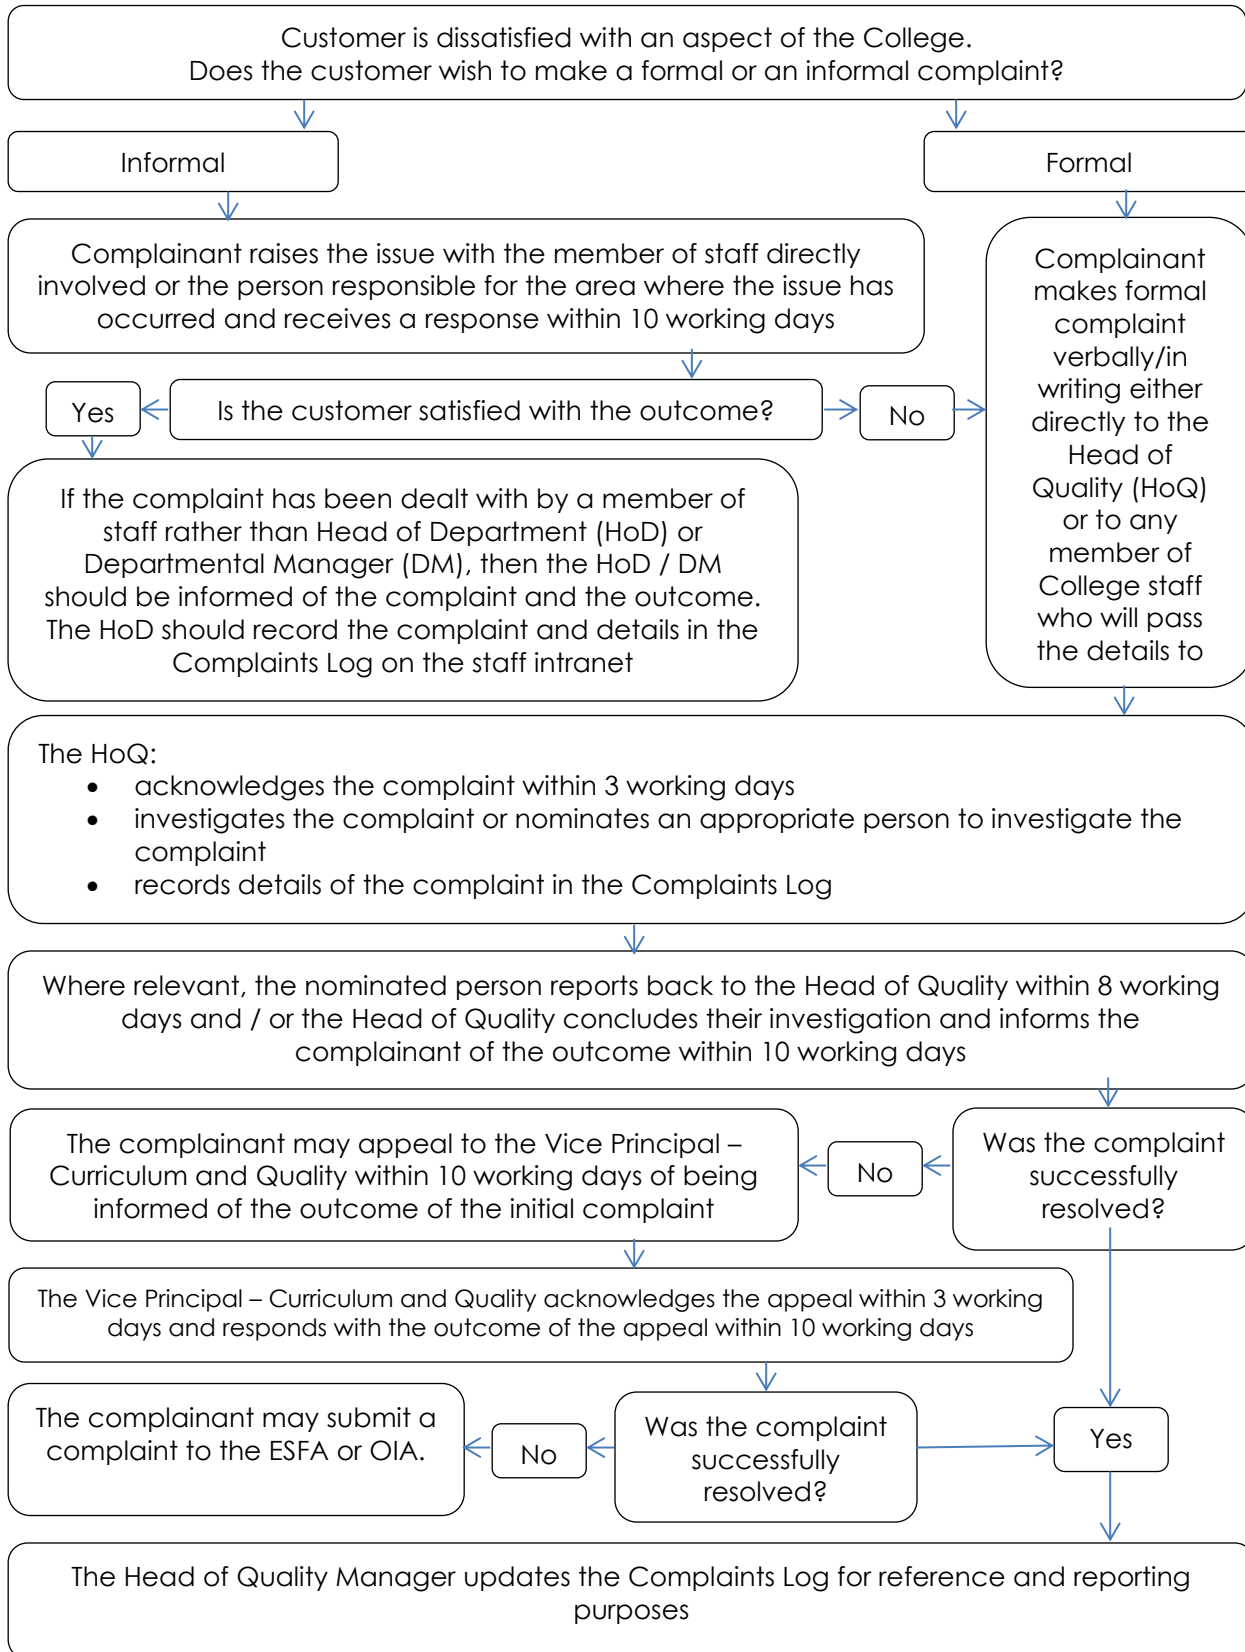 Customer is dissatisfied with an aspect of the College.
Does the customer wish to make a formal or an informal complaint?
Informal
Formal
Complainant raises the issue with the member of staff directly
involved or the person responsible for the area where the issue has
occurred and receives a response within 10 working days
Complainant
makes formal
complaint
verbally/in
writing either
directly to the
Head of
Quality (HoQ)
or to any
member of
College staff
who will pass
the details to
Yes
Is the customer satisfied with the outcome?
No
If the complaint has been dealt with by a member of
staff rather than Head of Department (HoD) or
Departmental Manager (DM), then the HoD / DM
should be informed of the complaint and the outcome.
The HoD should record the complaint and details in the
Complaints Log on the staff intranet
The HoQ:
• acknowledges the complaint within 3 working days
• investigates the complaint or nominates an appropriate person to investigate the
complaint
• records details of the complaint in the Complaints Log
Where relevant, the nominated person reports back to the Head of Quality within 8 working
days and / or the Head of Quality concludes their investigation and informs the
complainant of the outcome within 10 working days
The complainant may appeal to the Vice Principal –
Curriculum and Quality within 10 working days of being
informed of the outcome of the initial complaint
No
Was the complaint
successfully
resolved?
The Vice Principal – Curriculum and Quality acknowledges the appeal within 3 working
days and responds with the outcome of the appeal within 10 working days
The complainant may submit a
complaint to the ESFA or OIA.
No
Was the complaint
successfully
resolved?
Yes
The Head of Quality Manager updates the Complaints Log for reference and reporting
purposes